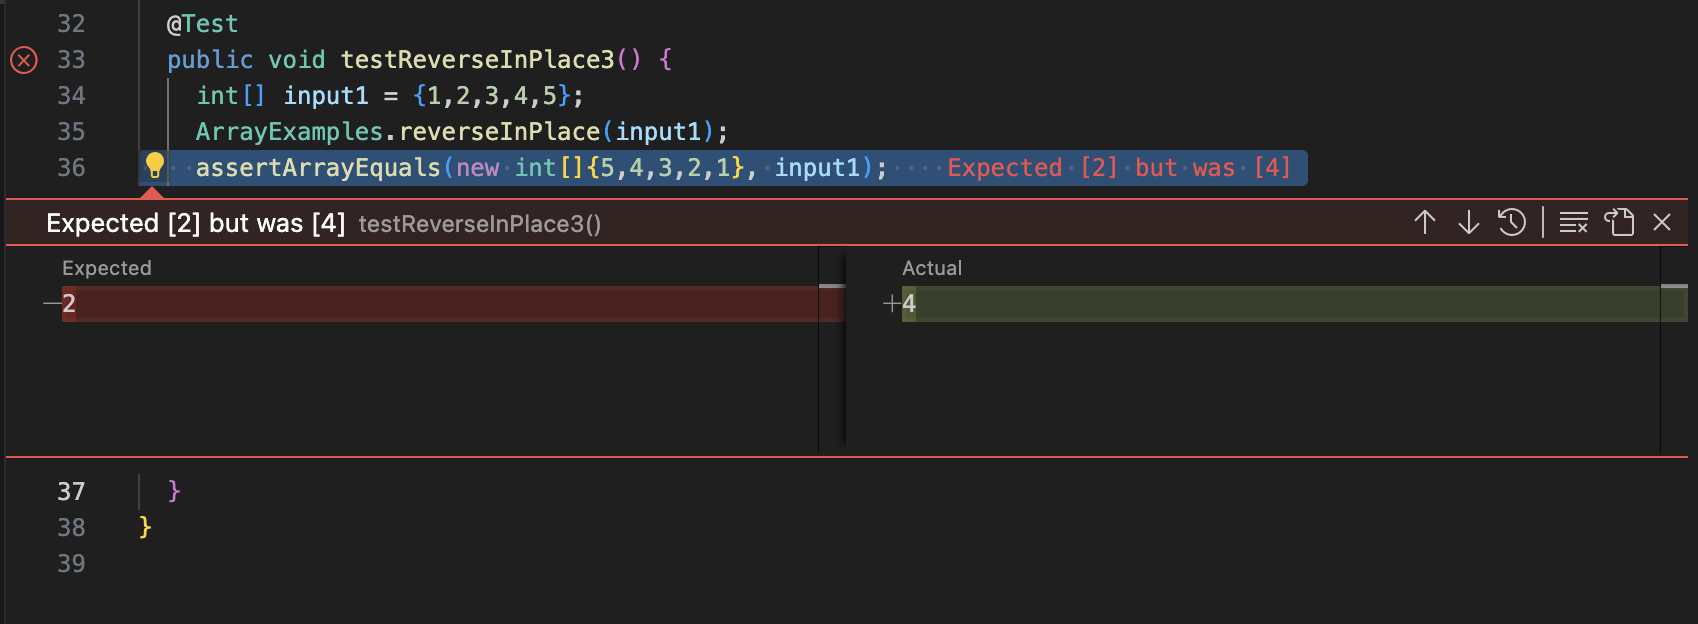 32 @Test
33 public void testReverseInPlace3() {
34 int[] input1 = {1,2,3,4,5};
35 ArrayExamples.reverseInPlace(input1);
36 assertArrayEquals(new int[]{5,4,3,2,1}, input1); Expected [2] but was [4]
Expected [2] but was [4] testReverseInPlace3()
Expected Actual
−2 +4
37 }
38 }
39